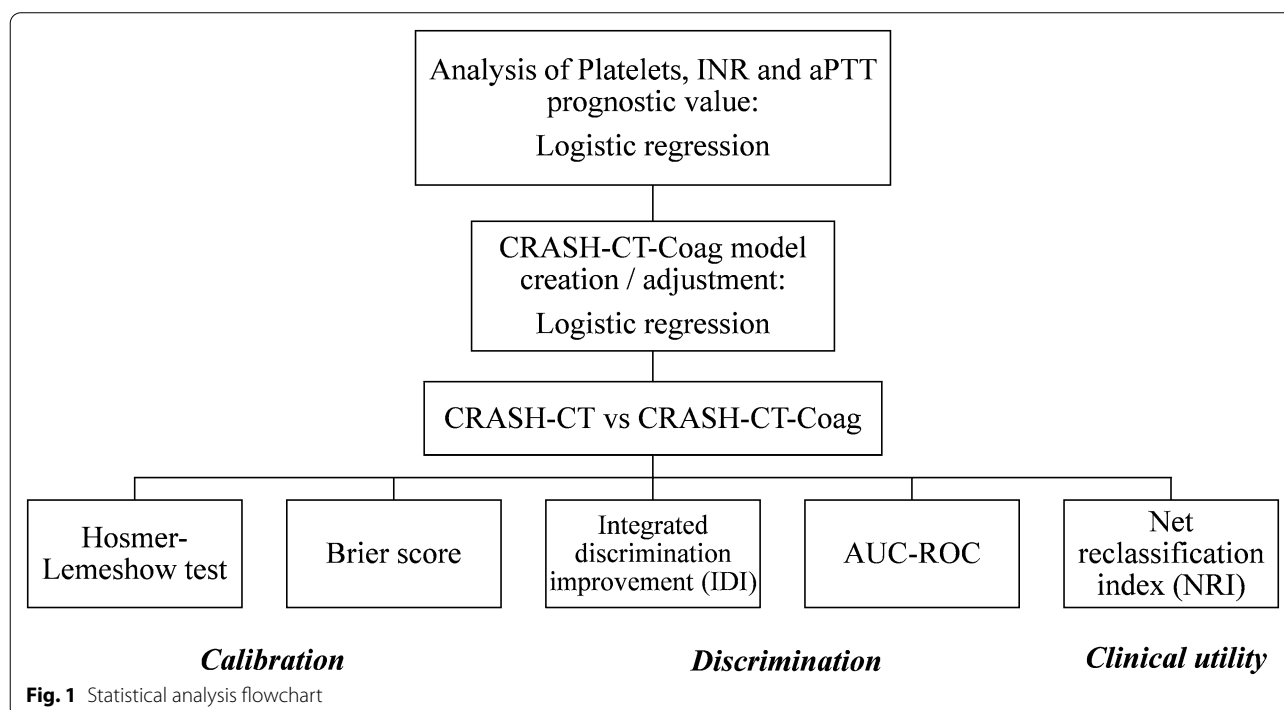 Analysis of Platelets, INR and aPTT
prognostic value:
Logistic regression
CRASH-CT-Coag model
creation / adjustment:
Logistic regression
CRASH-CT vs CRASH-CT-Coag
Hosmer-
Lemeshow test
Brier score
Integrated
discrimination
improvement (IDI)
AUC-ROC
Net
reclassification
index (NRI)
Calibration
Discrimination
Clinical utility
Fig. 1 Statistical analysis flowchart